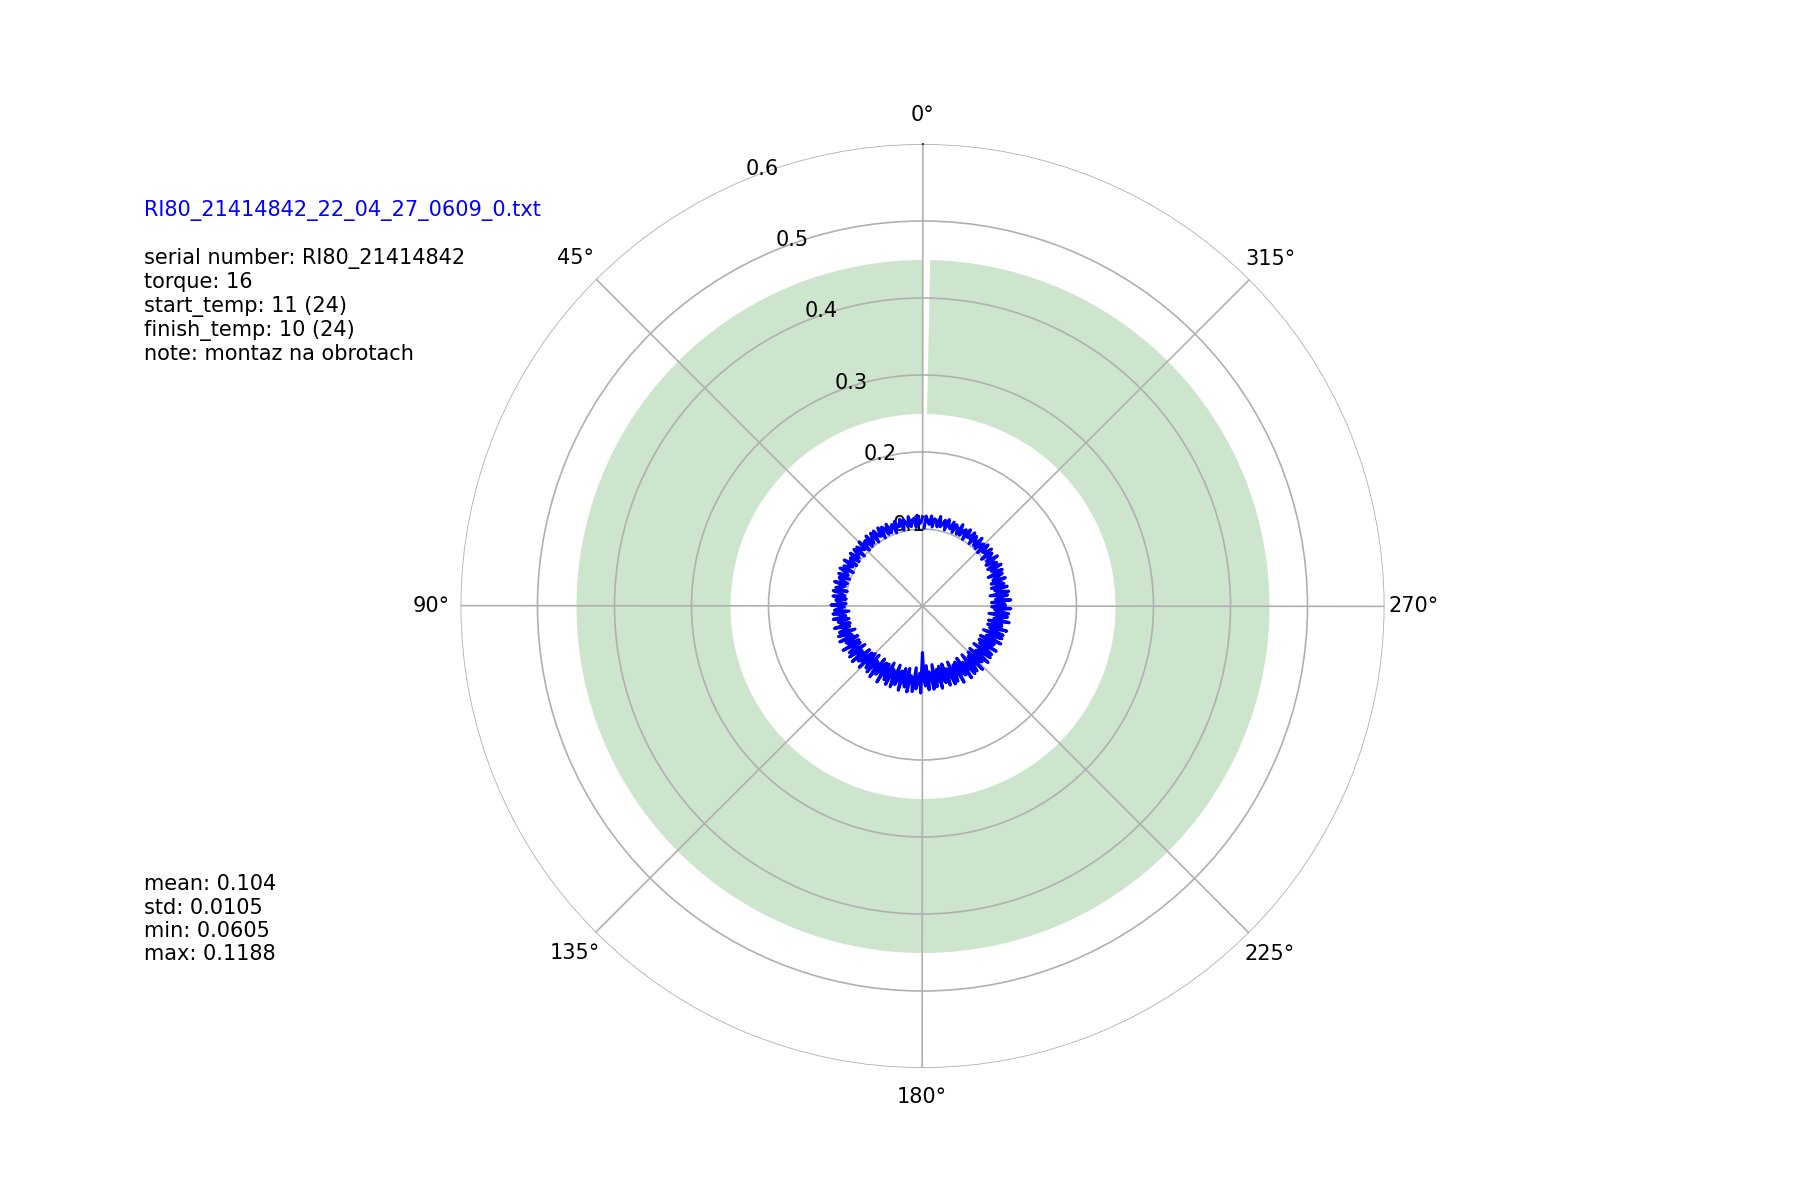 0°
0.6
RI80_21414842_22_04_27_0609_0.txt
0.5
serial number: RI80_21414842
45°
315°
torque: 16
start_temp: 11 (24)
0.4
finish_temp: 10 (24)
note: montaz na obrotach
0.3
0.2
0.1
90°
270°
mean: 0.104
std: 0.0105
min: 0.0605
max: 0.1188
135°
225°
180°